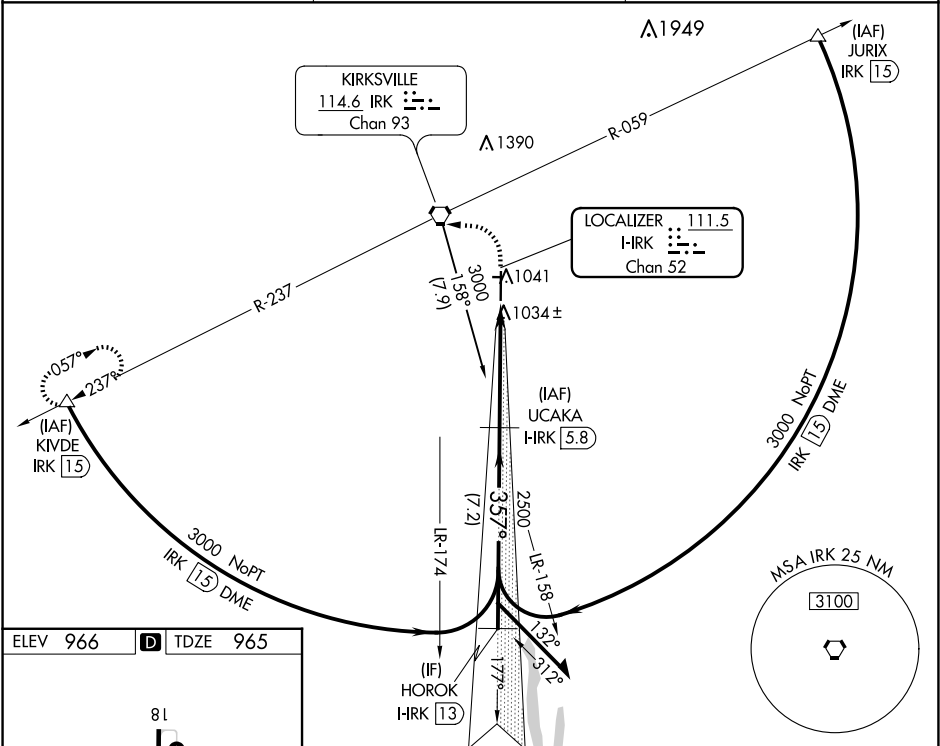 1949
(IAF)
JURIX
IRK 15
KIRKSVILLE
114.6 IRK
Chan 93
1390
R-059
LOCALIZER 111.5
I-IRK
Chan 52
1041
1034 ±
3000
158°
(7.9)
R-237
057°
237°
(IAF)
KIVDE
IRK 15
(IAF)
UCAKA
I-IRK 5.8
3000 NoPT
IRK 15 DME
3000 NoPT
IRK 15 DME
LR-174
(7.2)
357°
2500
LR-158
132°
312°
177°
(IF)
HOROK
I-IRK 13
MSA IRK 25 NM
3100
ELEV 966 D TDZE 965
18